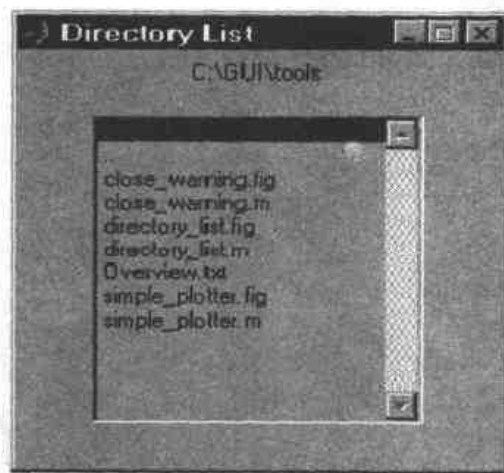 Directory List
C:\GUI\tools
close_warning.fig
close_warning.m
directory_list.fig
directory_list.m
Overview.txt
simple_plotter.fig
simple_plotter.m